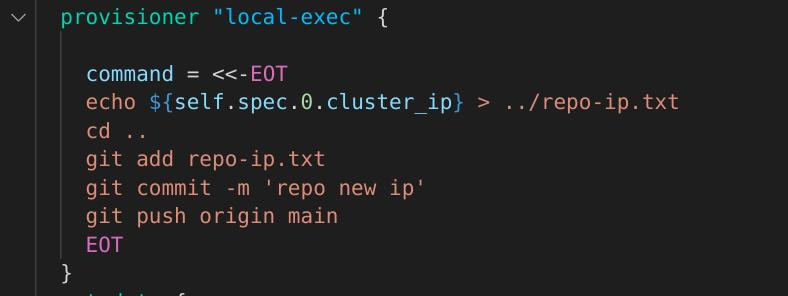 provisioner "local-exec" {
command = <<-EOT
echo ${self.spec.0.cluster_ip} > ../repo-ip.txt
cd ..
git add repo-ip.txt
git commit -m 'repo new ip'
git push origin main
EOT
}